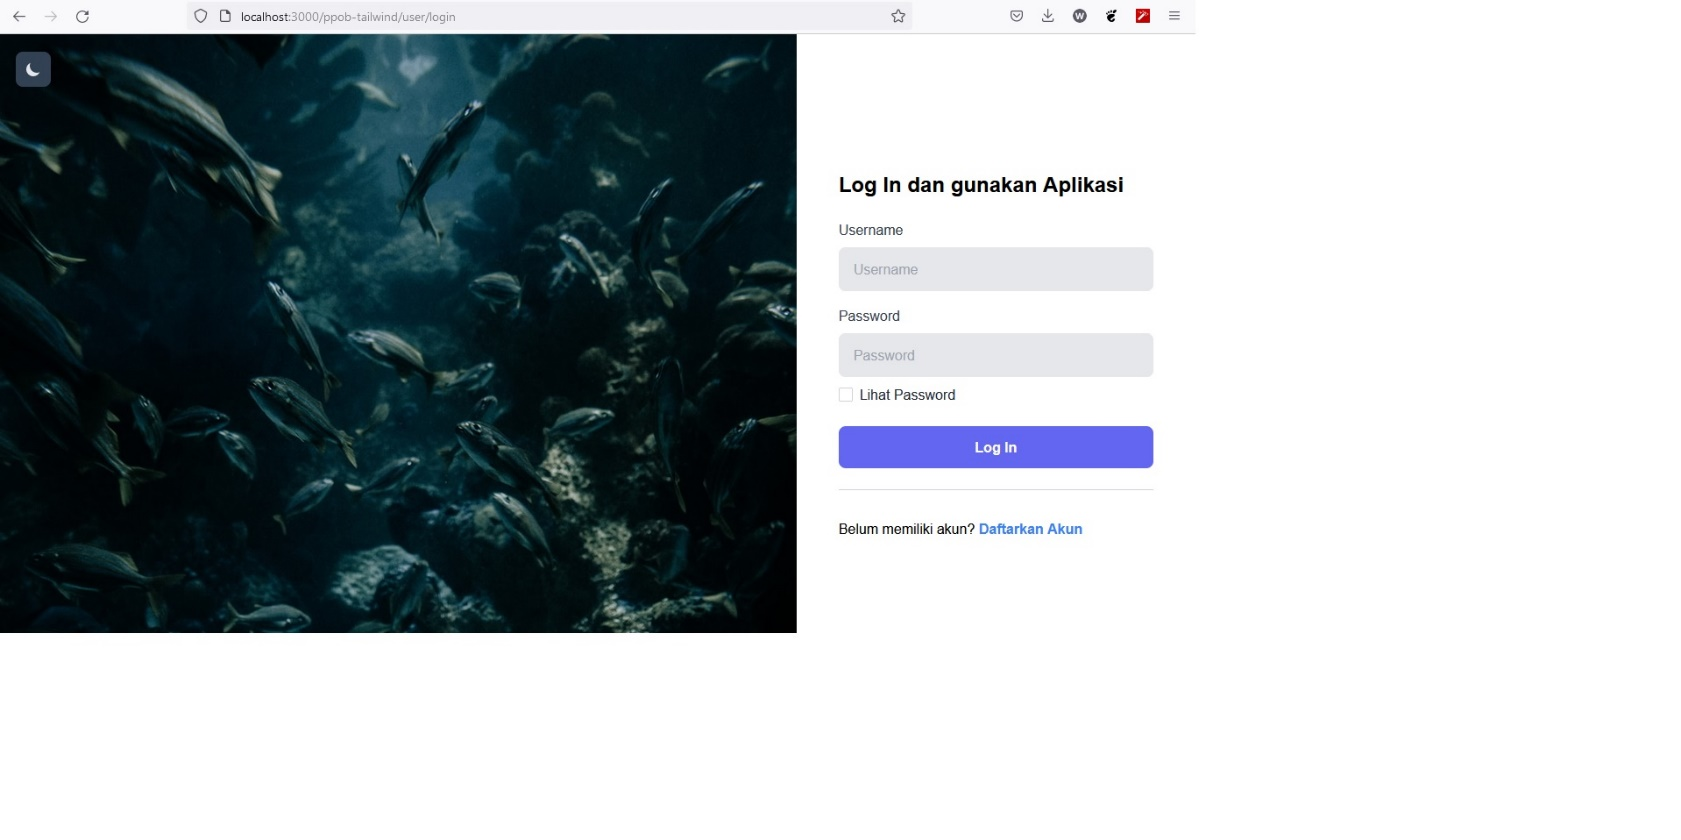 localhost:3000/ppob-tailwind/user/login
W
Log In dan gunakan Aplikasi
Username
Username
Password
Password
Lihat Password
Log In
Belum memiliki akun? Daftarkan Akun